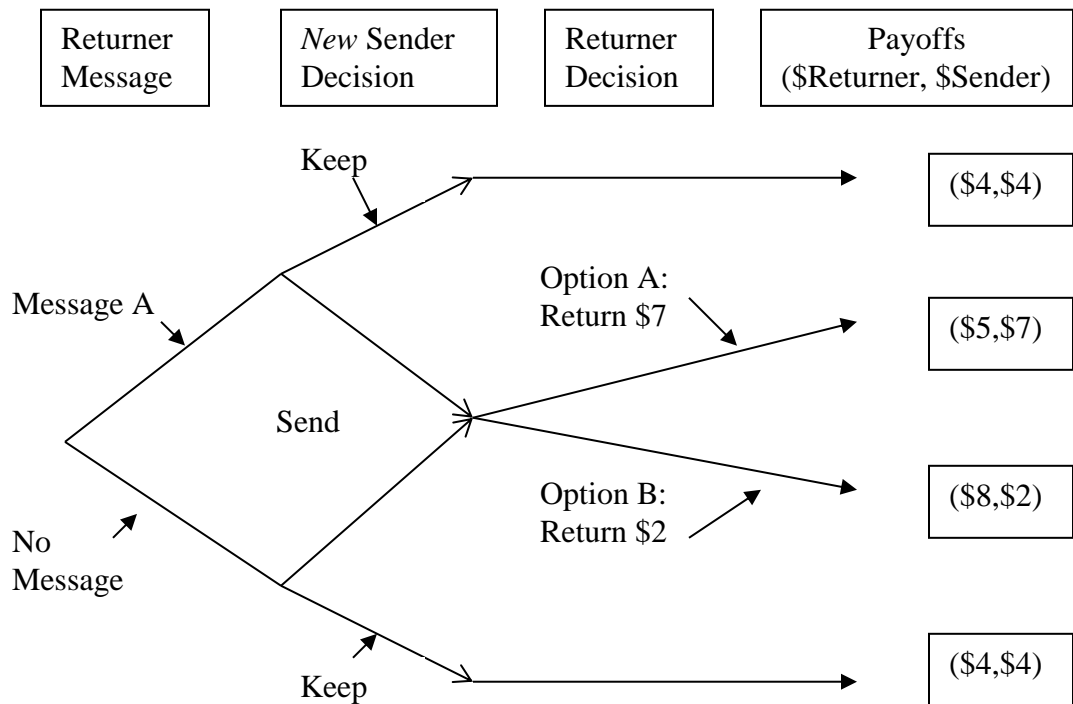 Returner
Message
New Sender
Decision
Returner
Decision
Payoffs
($Returner, $Sender)
Keep
($4,$4)
Message A
Option A:
Return $7
($5,$7)
Send
Option B:
Return $2
($8,$2)
No
Message
Keep
($4,$4)